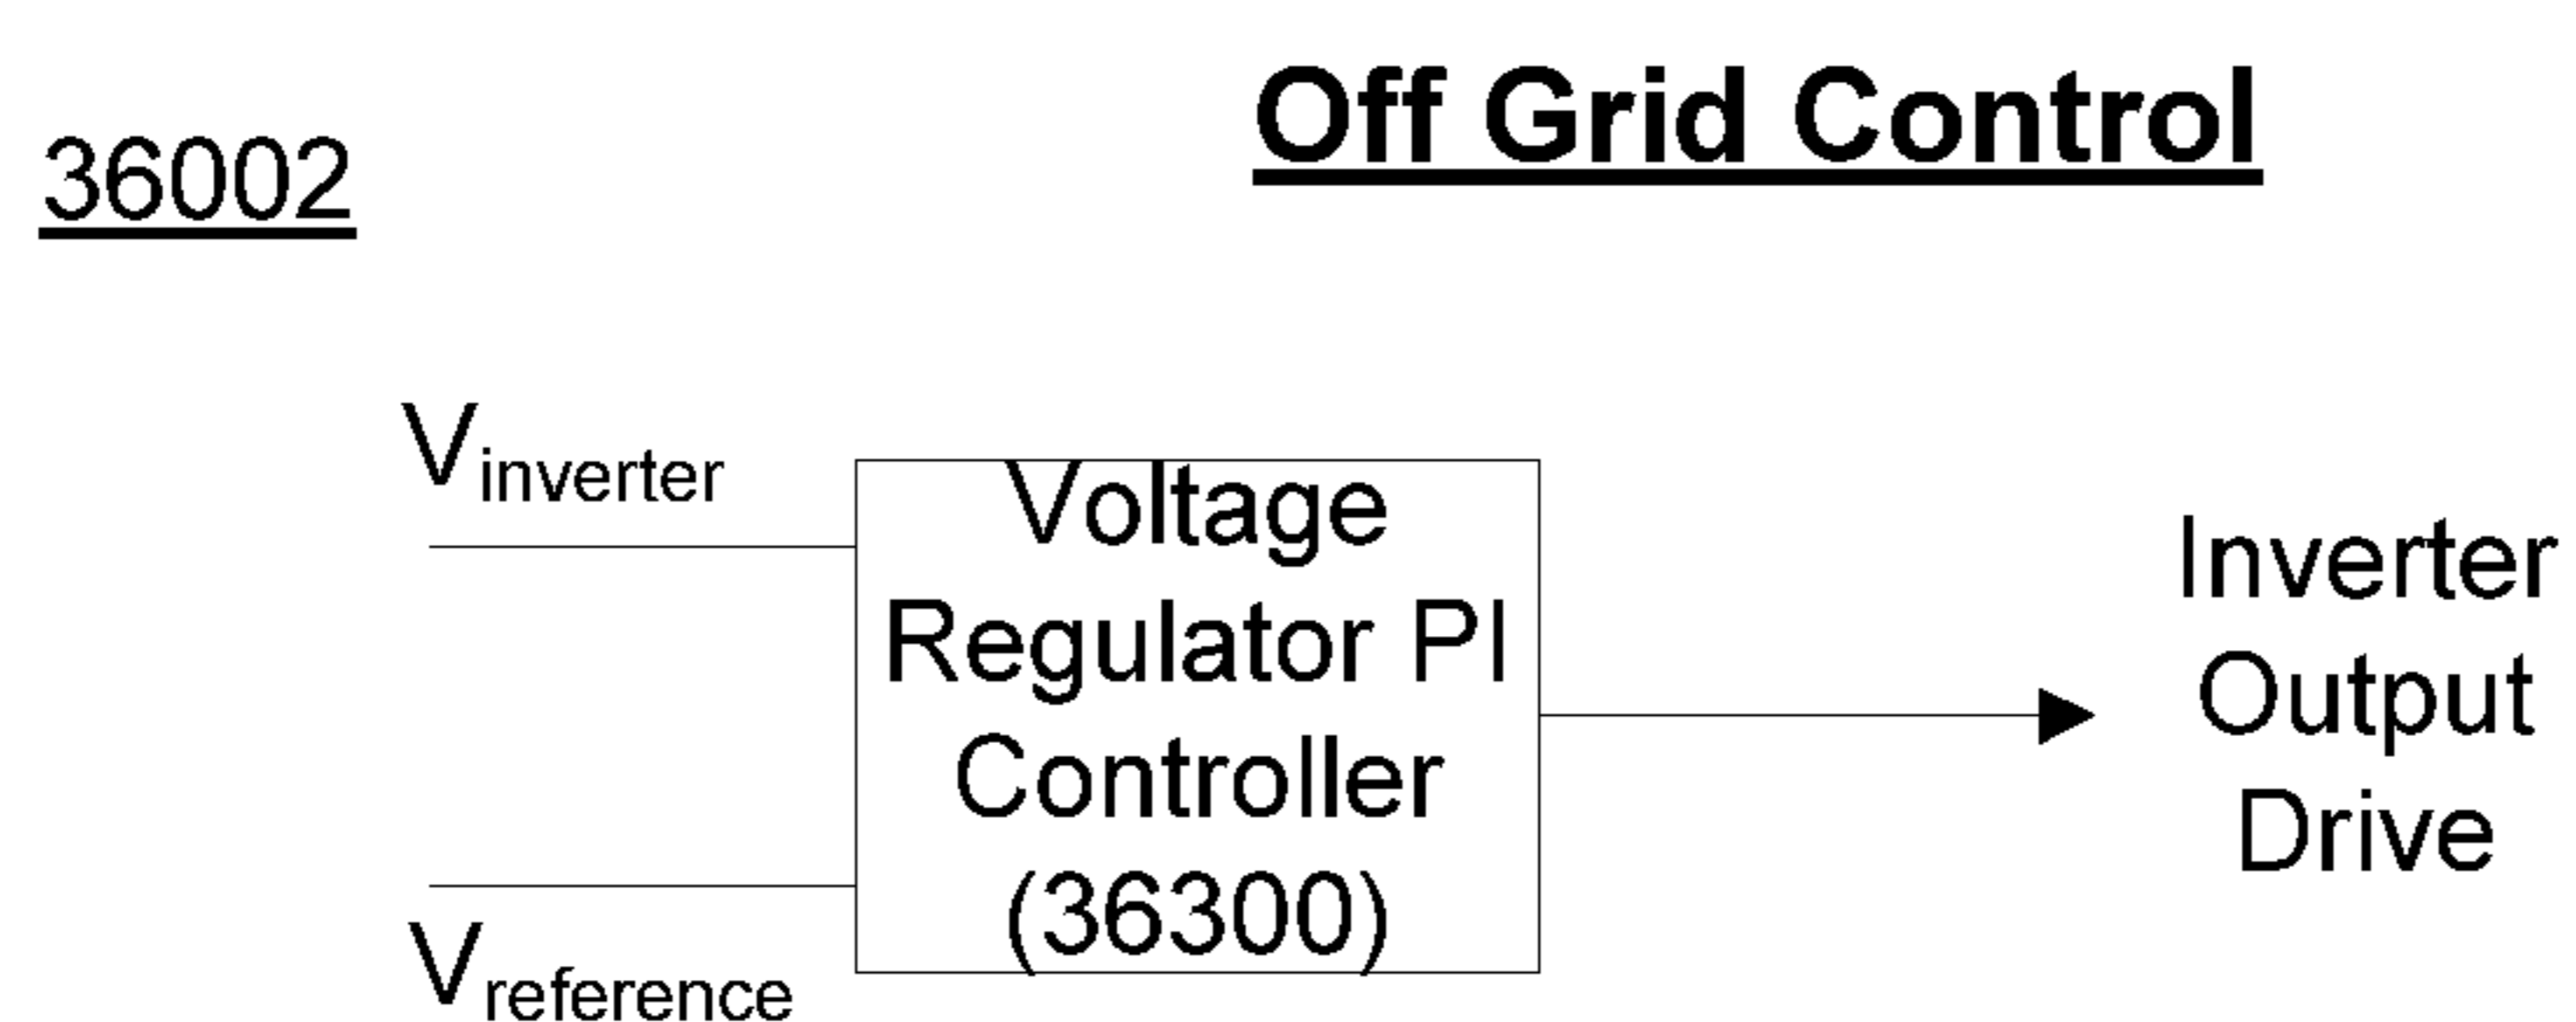 Off Grid Control
36002
Vinverter
Voltage
Regulator PI
Controller
(36300)
Vreference
Inverter
Output
Drive